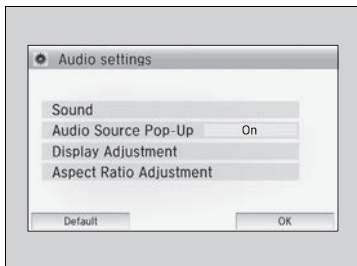 Audio settings
Sound
Audio Source Pop-Up On
Display Adjustment
Aspect Ratio Adjustment
Default OK